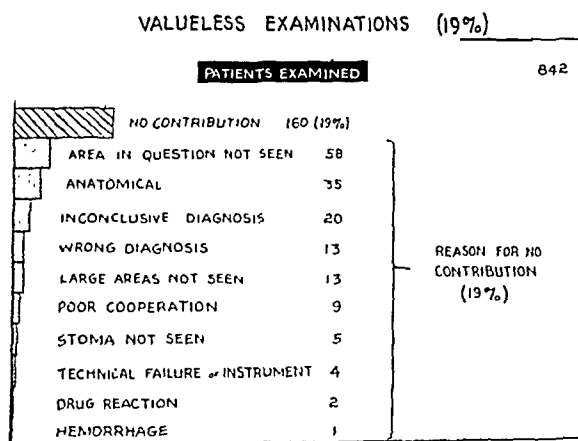 VALUELESS EXAMINATIONS (19%)
PATIENTS EXAMINED 842
NO CONTRIBUTION 160 (19%)
AREA IN QUESTION NOT SEEN 58
ANATOMICAL 35
INCONCLUSIVE DIAGNOSIS 20
WRONG DIAGNOSIS 13
LARGE AREAS NOT SEEN 13
POOR COOPERATION 9
STOMA NOT SEEN 5
TECHNICAL FAILURE of INSTRUMENT 4
DRUG REACTION 2
HEMORRHAGE 1
REASON FOR NO
CONTRIBUTION
(19%)